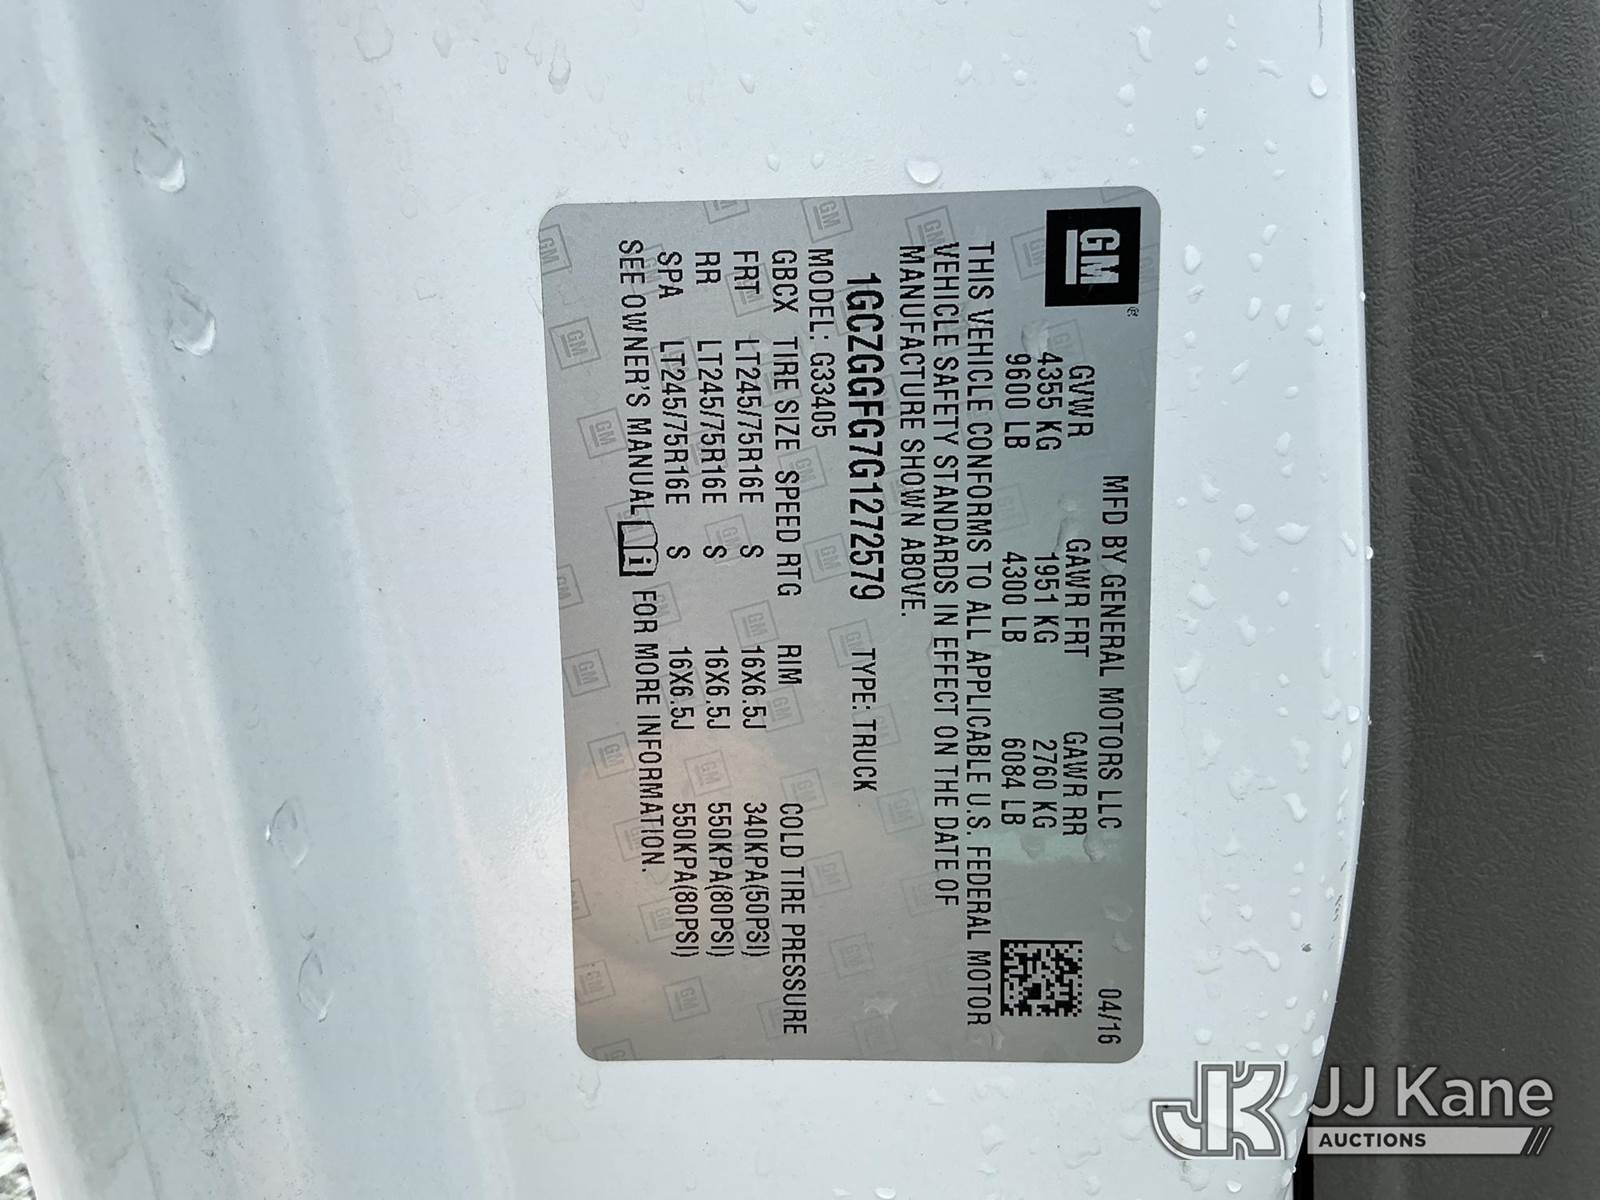 GM
MFD BY GENERAL MOTORS LLC 04/16
GVWR GAWR FRT GAWR RR
4355 KG 1951 KG 2760 KG
9600 LB 4300 LB 6084 LB
THIS VEHICLE CONFORMS TO ALL APPLICABLE U.S. FEDERAL MOTOR
VEHICLE SAFETY STANDARDS IN EFFECT ON THE DATE OF
MANUFACTURE SHOWN ABOVE.
1GCZGGFG7G1272579 TYPE: TRUCK
MODEL: G33405
GBCX TIRE SIZE SPEED RTG RIM COLD TIRE PRESSURE
FRT LT245/75R16E S 16X6.5J 340KPA(50PSI)
RR LT245/75R16E S 16X6.5J 550KPA(80PSI)
SPA LT245/75R16E S 16X6.5J 550KPA(80PSI)
SEE OWNER'S MANUAL i FOR MORE INFORMATION.
JK JJ Kane
AUCTIONS